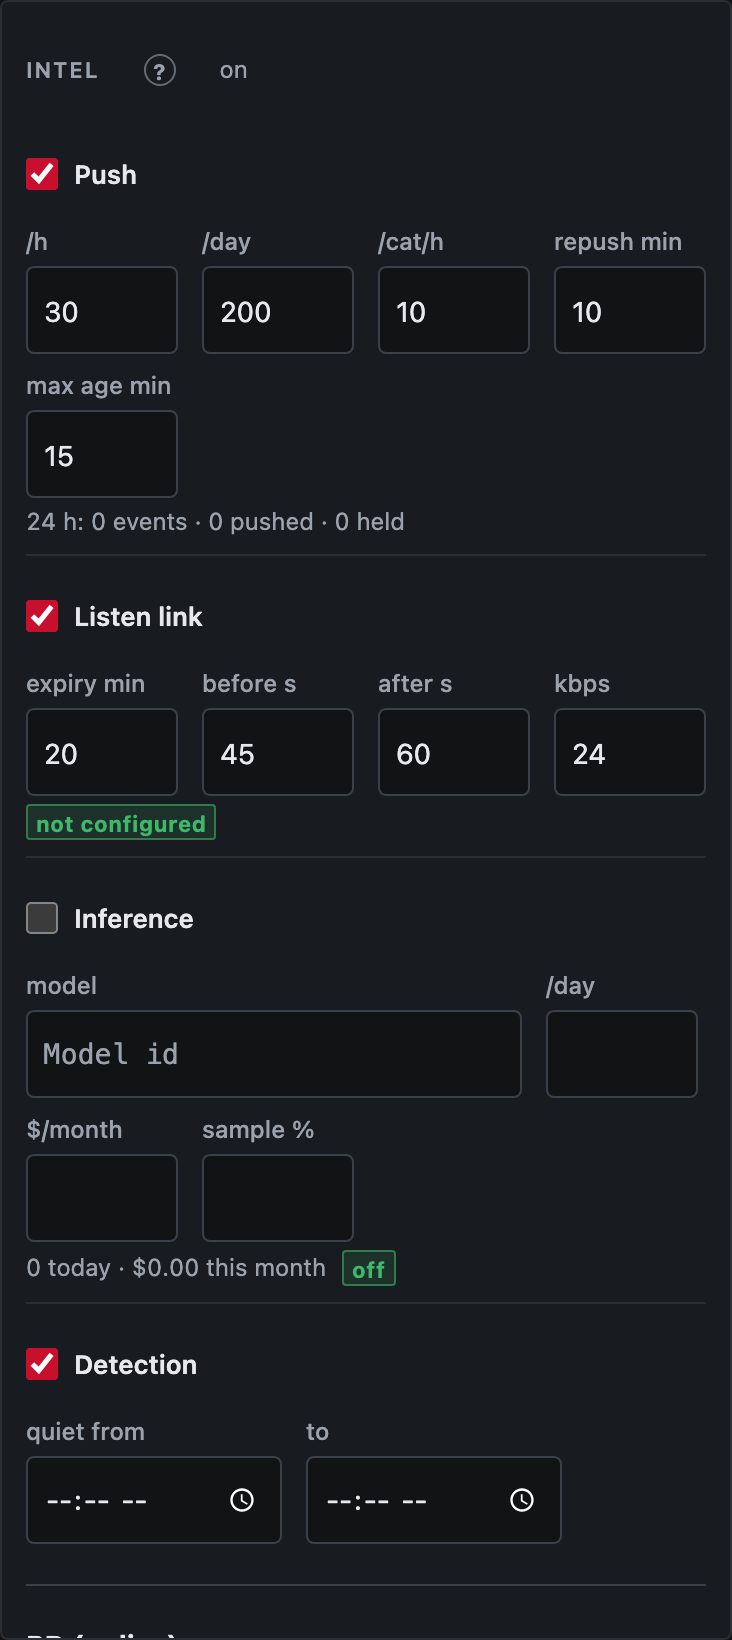 INTEL ? on
Push
/h /day /cat/h repush min
30 200 10 10
max age min
15
24 h: 0 events · 0 pushed · 0 held
Listen link
expiry min before s after s kbps
20 45 60 24
not configured
Inference
model /day
Model id
$/month sample %
0 today · $0.00 this month off
Detection
quiet from to
--:-- -- --:-- --